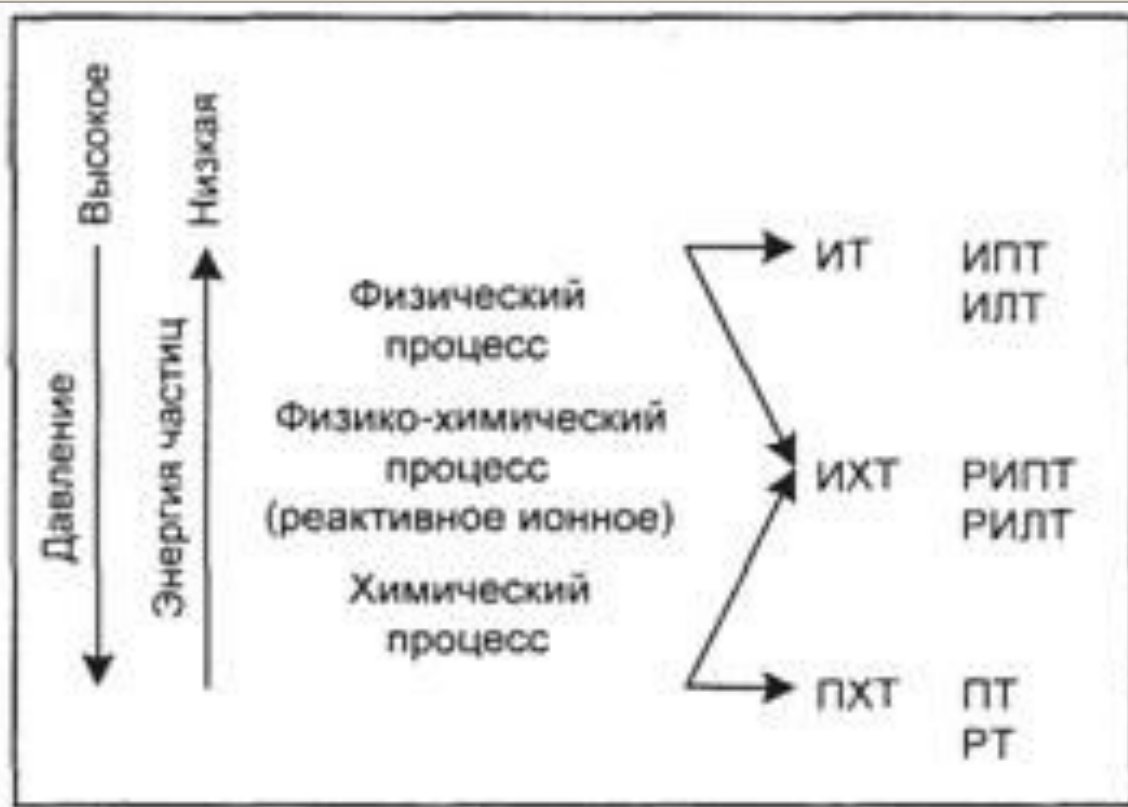 Высокое
Низкая
Давление
Энергия частиц
Физический
процесс
Физико-химический
процесс
(реактивное ионное)
Химический
процесс
ИТ ИПТ
ИЛТ
ИХТ РИПТ
РИЛТ
ПХТ ПТ
РТ